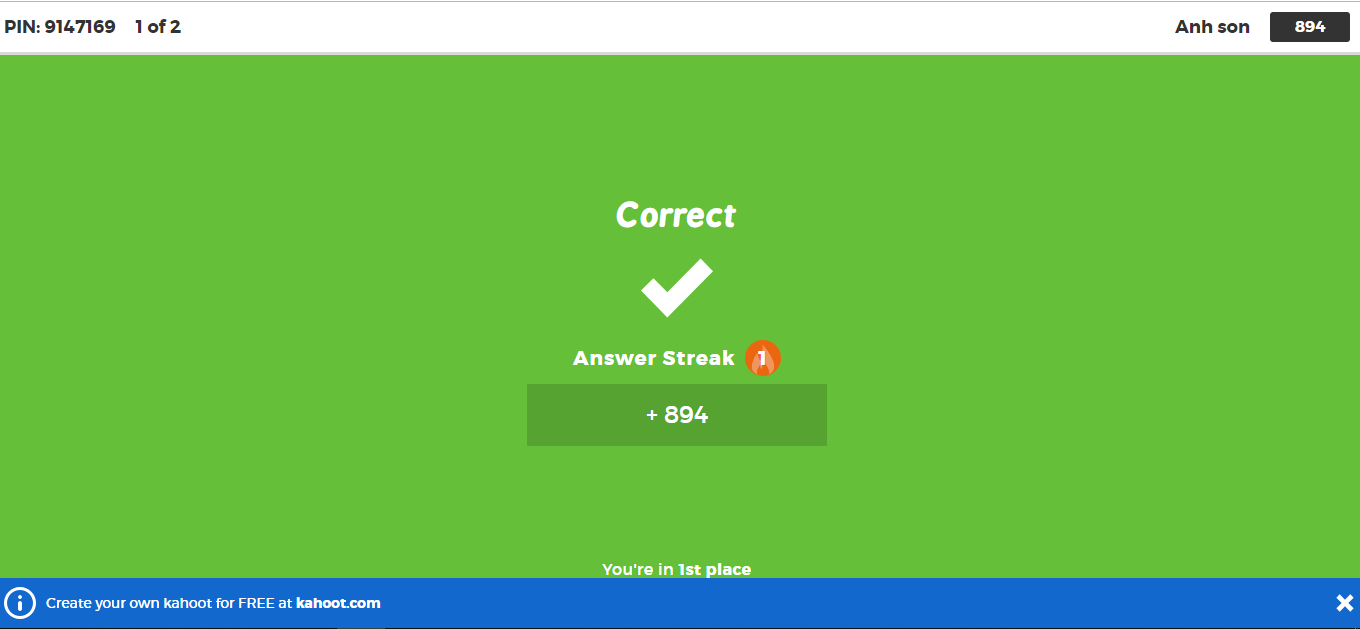 PIN: 9147169 1 of 2 Anh son 894
Correct
Answer Streak 1
+ 894
You're in 1st place
Create your own kahoot for FREE at kahoot.com